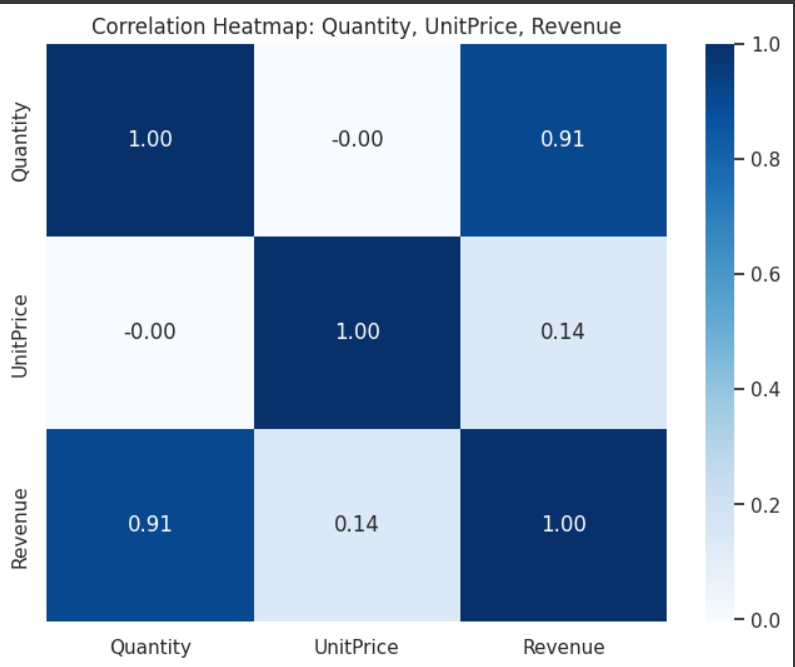 Correlation Heatmap: Quantity, UnitPrice, Revenue
1.0
Quantity
1.00 -0.00 0.91
0.8
0.6
UnitPrice
-0.00 1.00 0.14
0.4
Revenue
0.91 0.14 1.00
0.2
0.0
Quantity UnitPrice Revenue